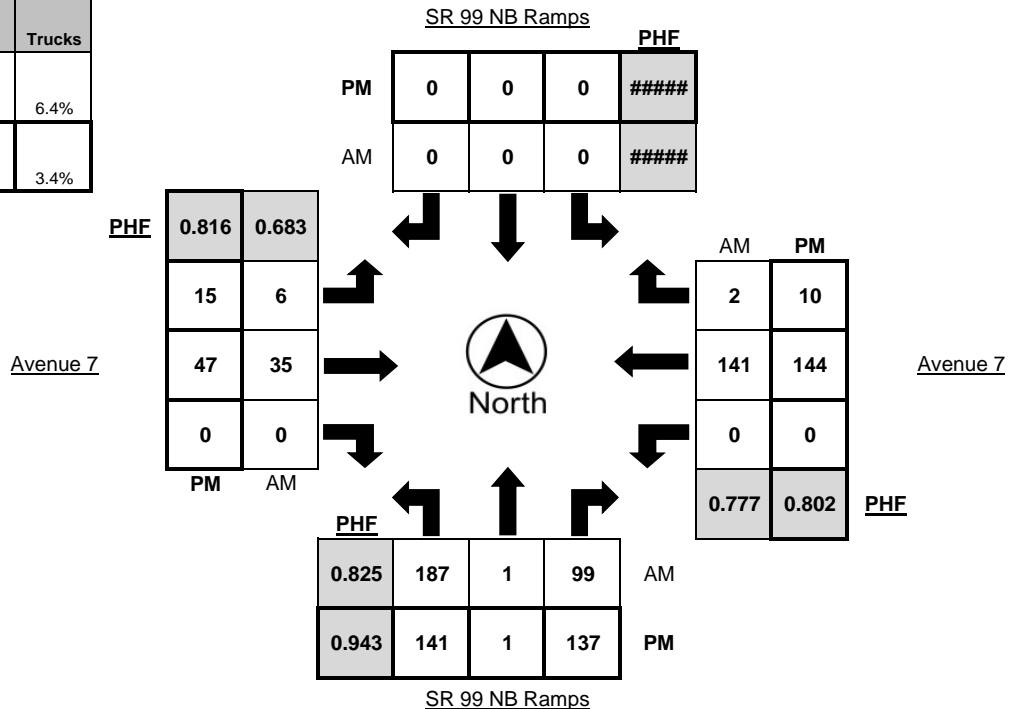 SR 99 NB Ramps
Trucks
PHF
PM 0 0 0 #####
6.4%
AM 0 0 0 #####
3.4%
PHF 0.816 0.683
AM PM
15 6
2 10
Avenue 7 47 35
141 144 Avenue 7
North
0 0
0 0
PM AM
0.777 0.802 PHF
PHF
0.825 187 1 99 AM
0.943 141 1 137 PM
SR 99 NB Ramps